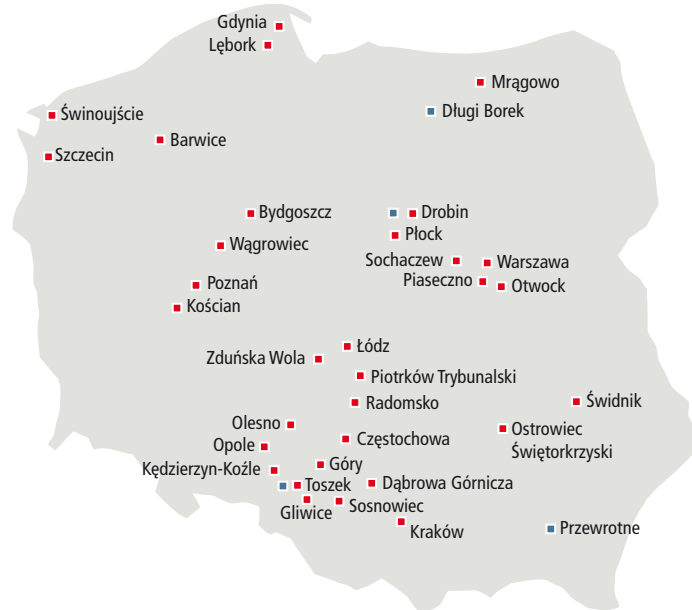 Gdynia
Lębork
Mrągowo
Długi Borek
Świnoujście
Barwice
Szczecin
Bydgoszcz
Drobin
Płock
Wągrowiec
Sochaczew
Warszawa
Piaseczno
Otwock
Poznań
Kościan
Łódz
Zduńska Wola
Piotrków Trybunalski
Radomsko
Świdnik
Olesno
Ostrowiec
Świętorkrzyski
Częstochowa
Opole
Góry
Kędzierzyn-Koźle
Toszek
Dąbrowa Górnicza
Gliwice
Sosnowiec
Kraków
Przewrotne